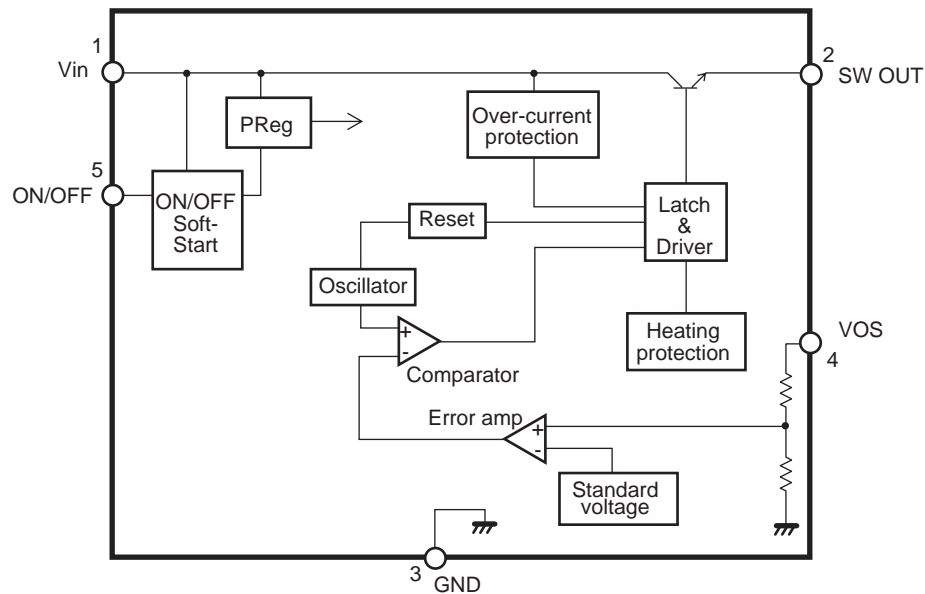 1
Vin
2
SW OUT
PReg
Over-current
protection
5
ON/OFF
ON/OFF
Soft-
Start
Reset
Latch
&
Driver
Oscillator
+
-
Comparator
Heating
protection
VOS
4
Error amp
+
-
Standard
voltage
3
GND